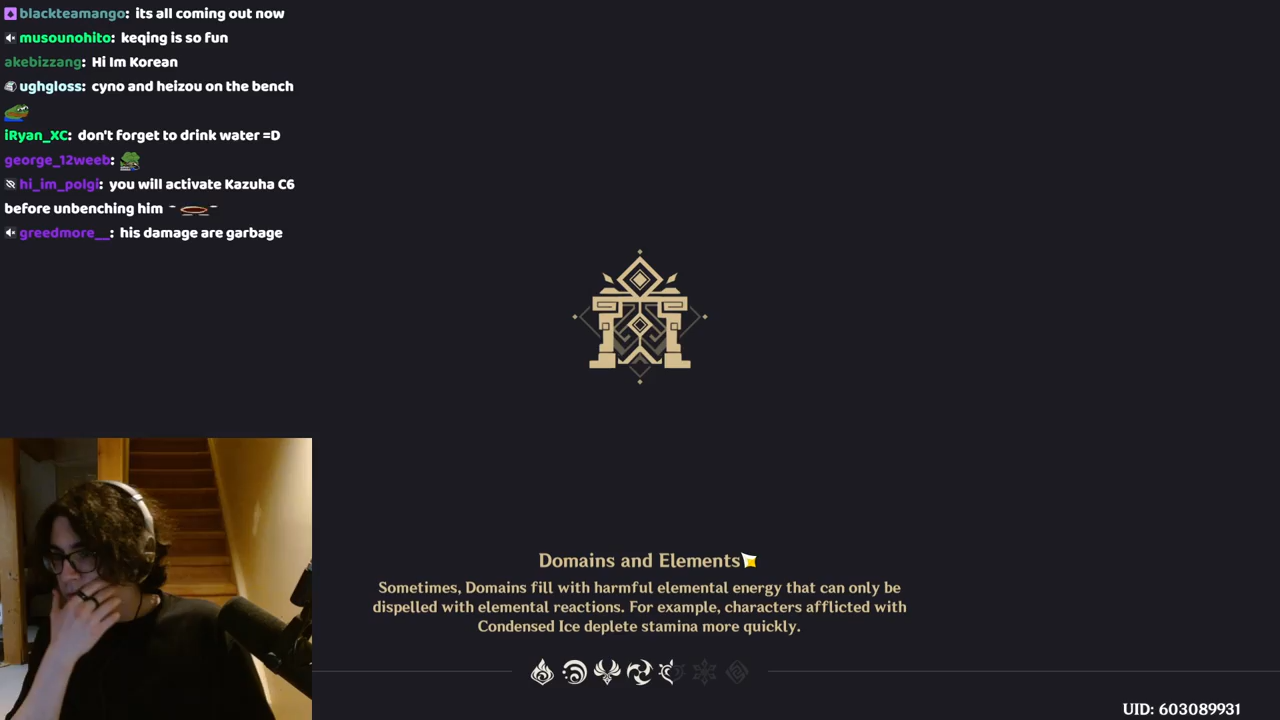 blackteamango: its all coming out now
musounohito: keqing is so fun
akebizzang: Hi Im Korean
ughgloss: cyno and heizou on the bench
iRyan_XC: don't forget to drink water =D
george_12weeb:
hi_im_polgi: you will activate Kazuha C6
before unbenching him
greedmore__: his damage are garbage
Domains and Elements
Sometimes, Domains fill with harmful elemental energy that can only be
dispelled with elemental reactions. For example, characters afflicted with
Condensed Ice deplete stamina more quickly.
UID: 603089931